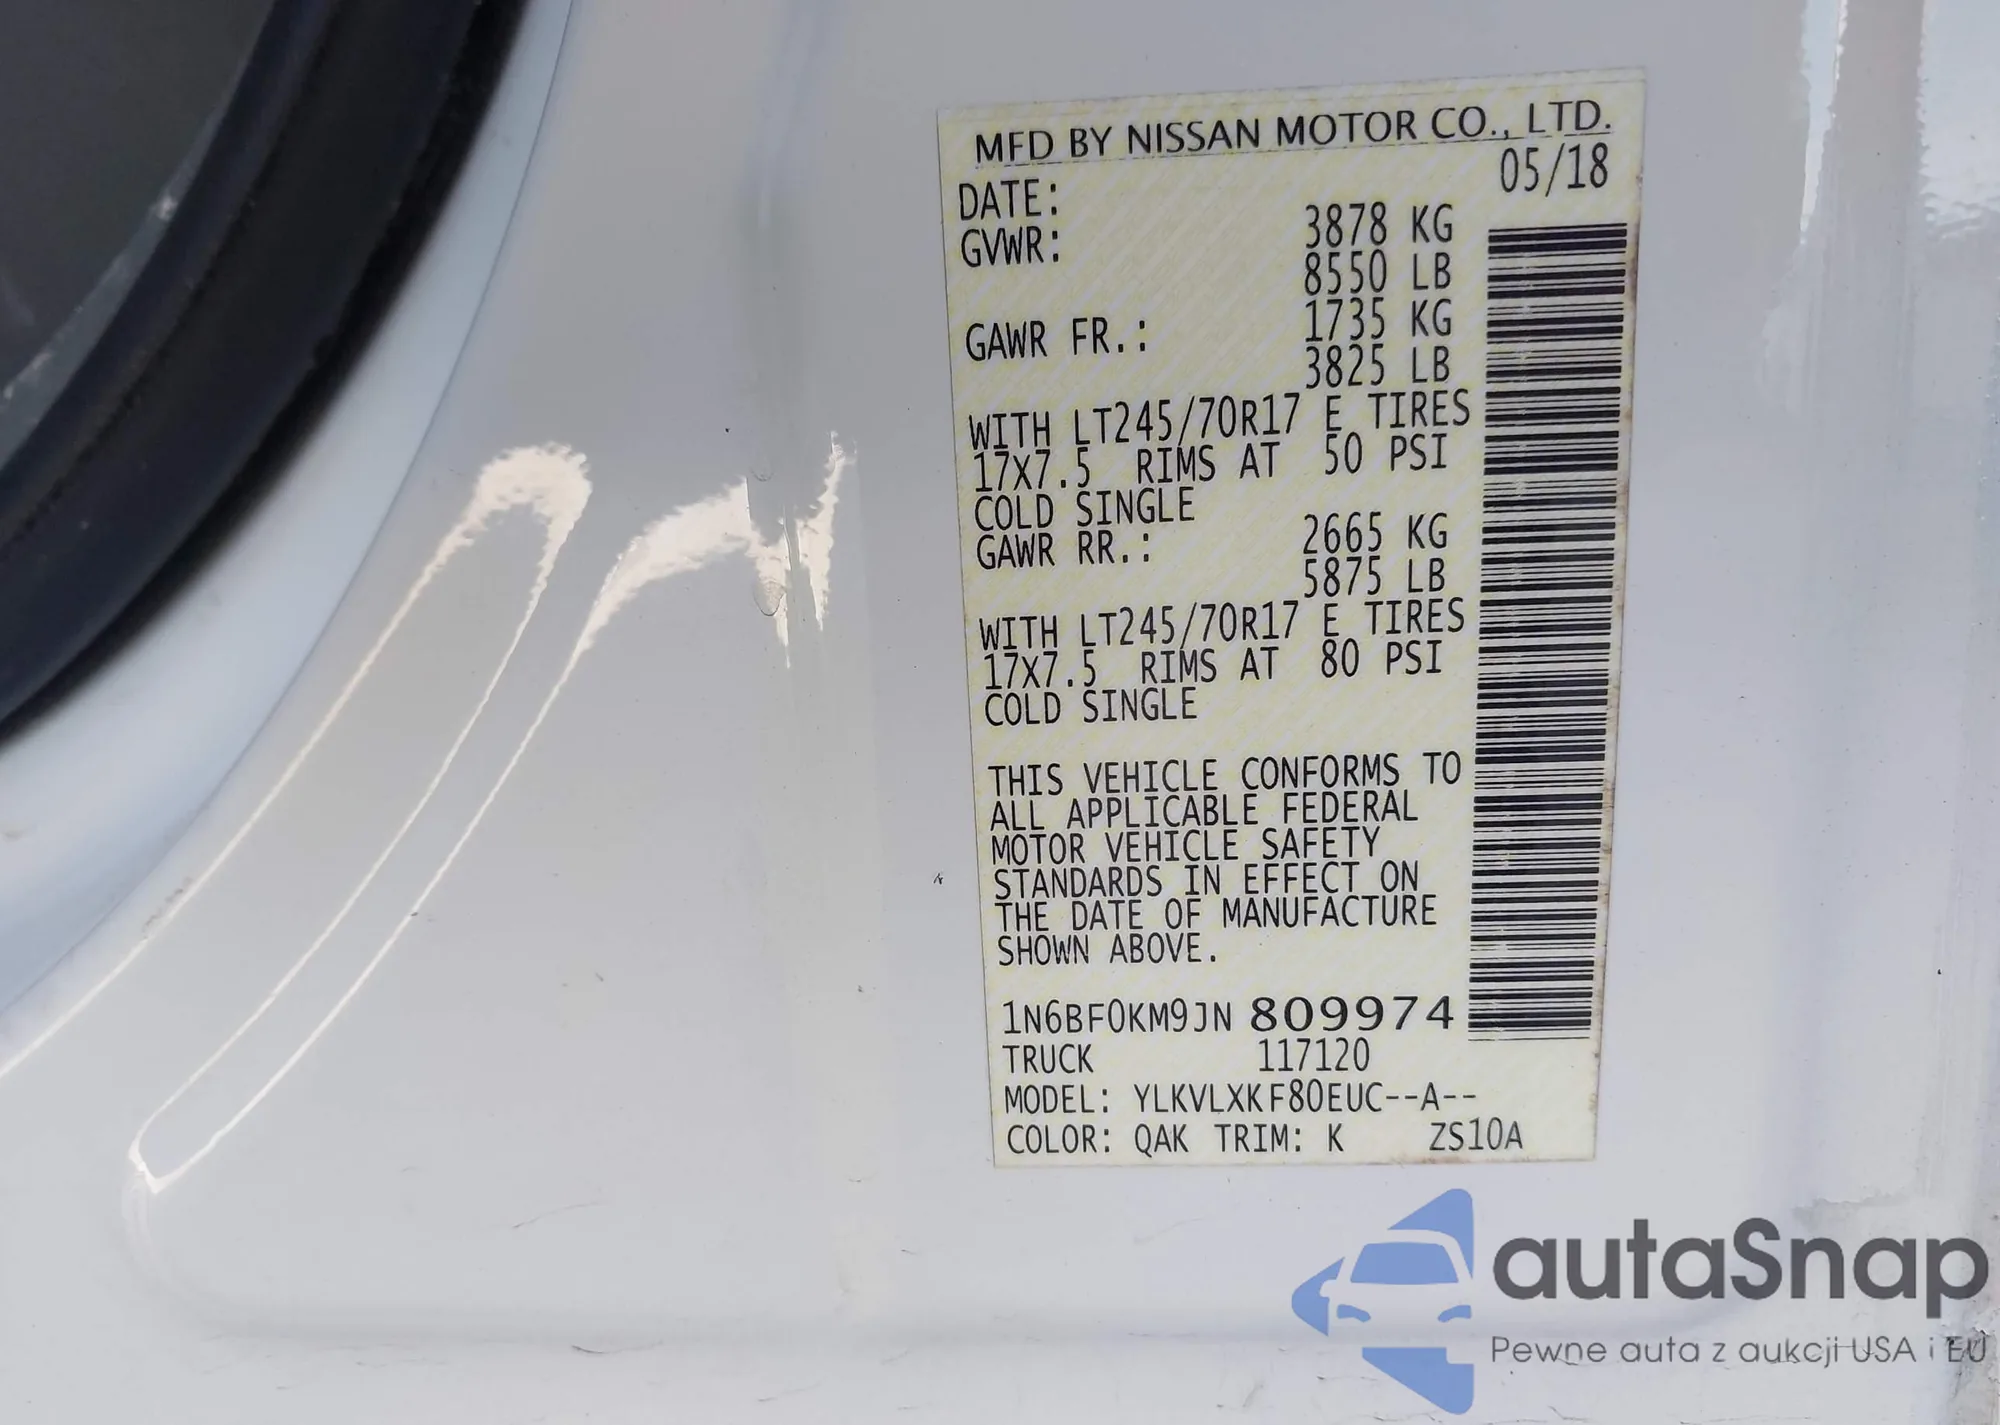 MFD BY NISSAN MOTOR CO., LTD.
DATE: 05/18
GVWR: 3878 KG
8550 LB
GAWR FR.: 1735 KG
3825 LB
WITH LT245/70R17 E TIRES
17X7.5 RIMS AT 50 PSI
COLD SINGLE
GAWR RR.: 2665 KG
5875 LB
WITH LT245/70R17 E TIRES
17X7.5 RIMS AT 80 PSI
COLD SINGLE
THIS VEHICLE CONFORMS TO
ALL APPLICABLE FEDERAL
MOTOR VEHICLE SAFETY
STANDARDS IN EFFECT ON
THE DATE OF MANUFACTURE
SHOWN ABOVE.
1N6BF0KM9JN 809974
TRUCK 117120
MODEL: YLKVLXKF80EUC--A--
COLOR: QAK TRIM: K ZS10A
autaSnap
Pewne auta z aukcji USA i EU